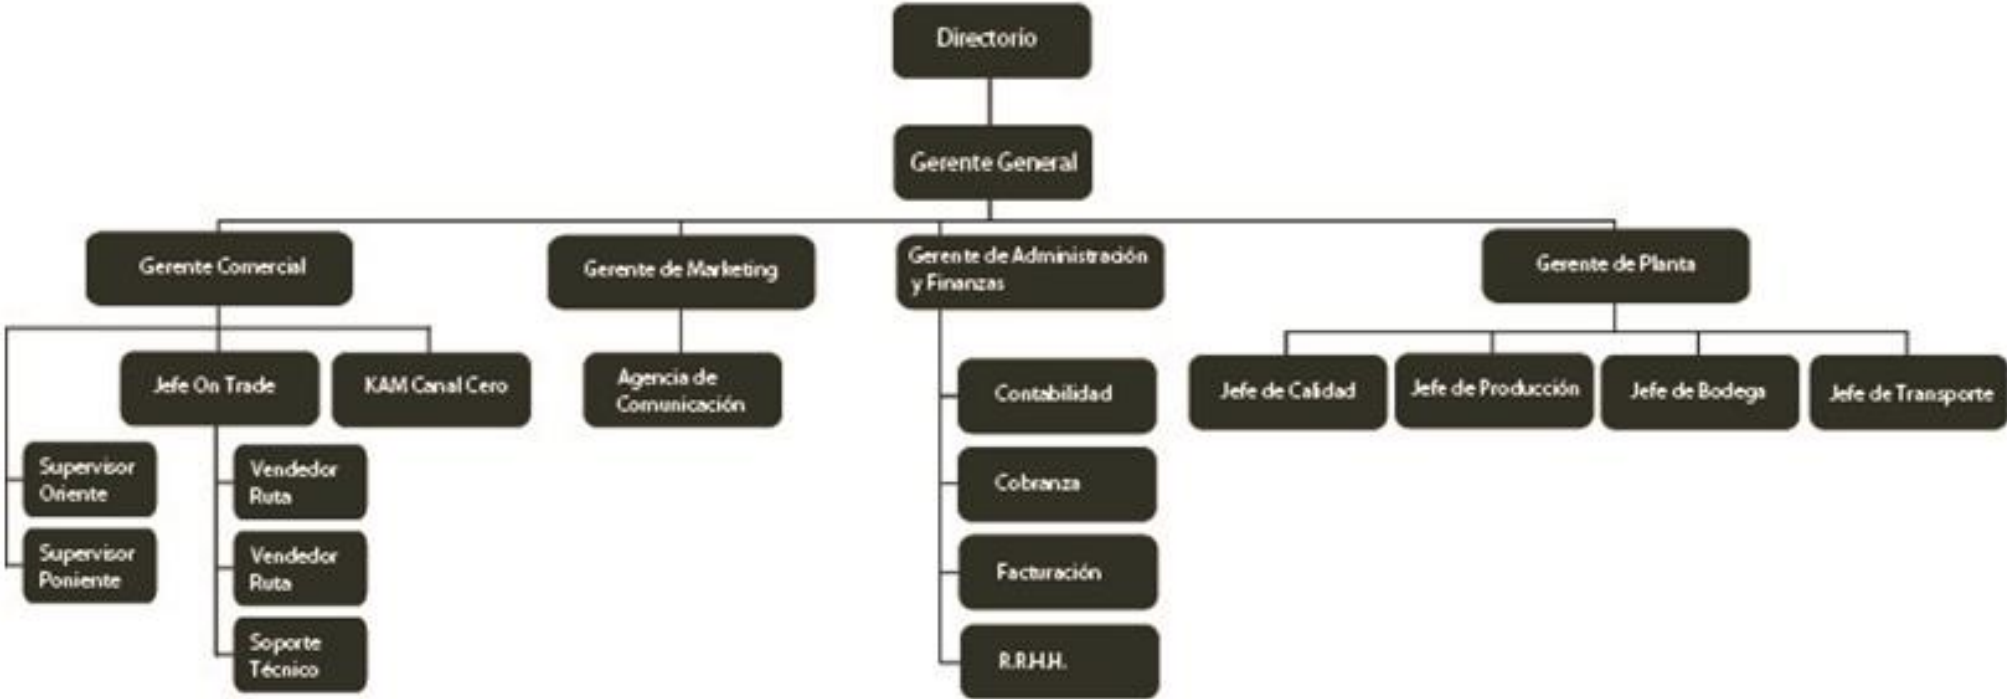 Directorio
Gerente General
Gerente Comercial
Gerente de Marketing
Gerente de Administración
y Finanzas
Gerente de Planta
Jefe On Trade
KAM Canal Cero
Agencia de
Comunicación
Contabilidad
Jefe de Calidad
Jefe de Producción
Jefe de Bodega
Jefe de Transporte
Supervisor
Oriente
Vendedor
Ruta
Cobranza
Supervisor
Poniente
Vendedor
Ruta
Facturación
Soporte
Técnico
R.R.H.H.